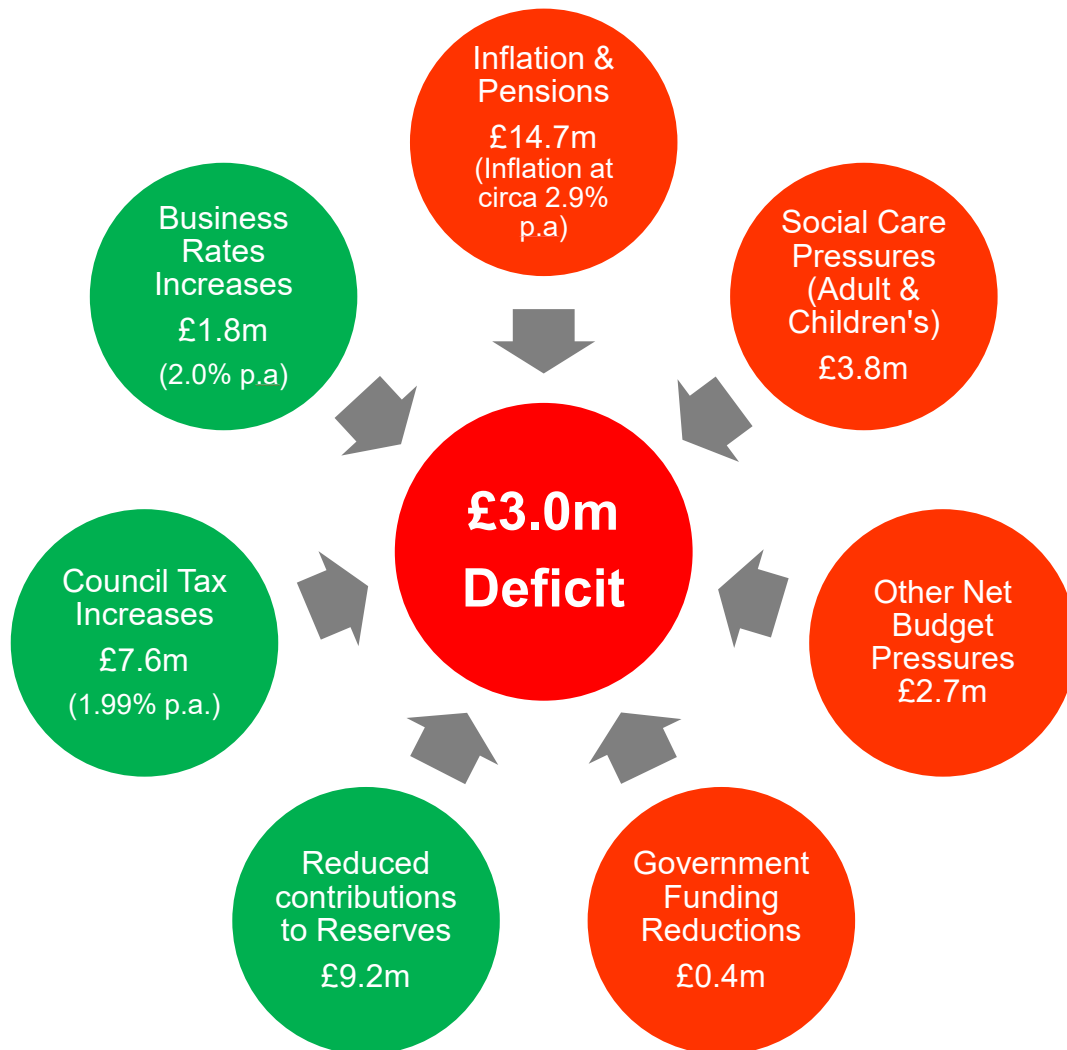 Inflation &
Pensions
£14.7m
(Inflation at
circa 2.9%
p.a)
Social Care
Pressures
(Adult &
Children's)
£3.8m
Other Net
Budget
Pressures
£2.7m
Government
Funding
Reductions
£0.4m
Reduced
contributions
to Reserves
£9.2m
Council Tax
Increases
£7.6m
(1.99% p.a.)
Business
Rates
Increases
£1.8m
(2.0% p.a)
£3.0m
Deficit